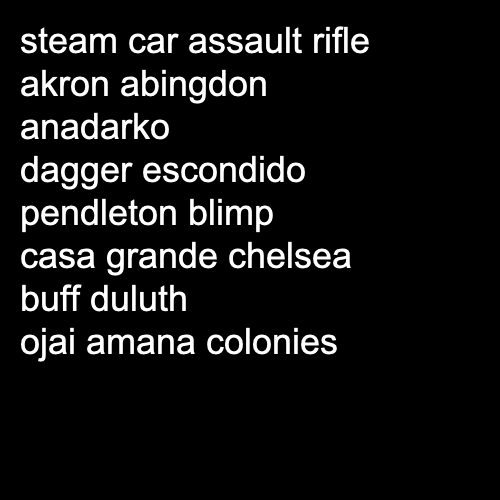 steam car assault rifle
akron abingdon
anadarko
dagger escondido
pendleton blimp
casa grande chelsea
buff duluth
ojai amana colonies